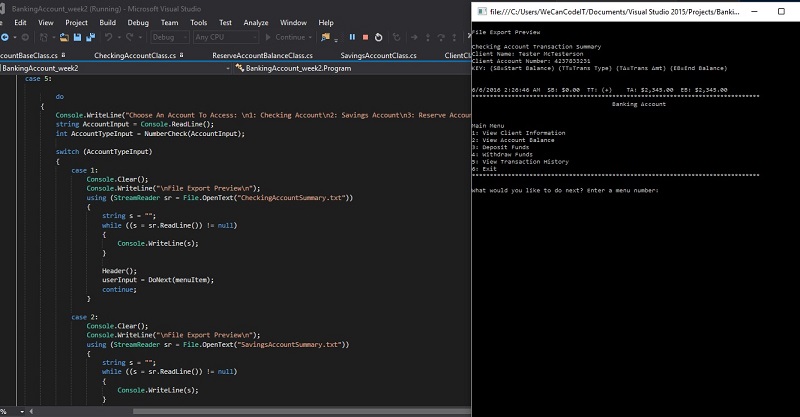 BankingAccount_week2 (Running) - Microsoft Visual Studio
File Edit View Project Build Debug Team Tools Test Analyze Window Help
Debug Any CPU Continue
countBaseClass.cs CheckingAccountClass.cs ReserveAccountBalanceClass.cs SavingsAccountClass.cs ClientC
BankingAccount_week2 BankingAccount_week2.Program
case 5:
do
{
Console.WriteLine("Choose An Account To Access: \n1: Checking Account\n2: Savings Account\n3: Reserve Accoun
string AccountInput = Console.ReadLine();
int AccountTypeInput = NumberCheck(AccountInput);
switch (AccountTypeInput)
{
case 1:
Console.Clear();
Console.WriteLine("\nFile Export Preview\n");
using (StreamReader sr = File.OpenText("CheckingAccountSummary.txt"))
{
string s = "";
while ((s = sr.ReadLine()) != null)
{
Console.WriteLine(s);
}
Header();
userInput = DoNext(menuItem);
continue;
}
case 2:
Console.Clear();
Console.WriteLine("\nFile Export Preview\n");
using (StreamReader sr = File.OpenText("SavingsAccountSummary.txt"))
{
string s = "";
while ((s = sr.ReadLine()) != null)
{
Console.WriteLine(s);
}
%
file:///C:/Users/WeCanCodeIT/Documents/Visual Studio 2015/Projects/Banki...
File Export Preview
Checking Account Transaction Summary
Client Name: Tester McTesterson
Client Account Number: 4237833231
KEY: (SB=Start Balance) (TT=Trans Type) (TA=Trans Amt) (EB=End Balance)
6/6/2016 2:26:46 AM SB: $0.00 TT: (+) TA: $2,345.00 EB: $2,345.00
Banking Account
Main Menu
1: View Client Information
2: View Account Balance
3: Deposit Funds
4: Withdraw Funds
5: View Transaction History
6: Exit
What would you like to do next? Enter a menu number: